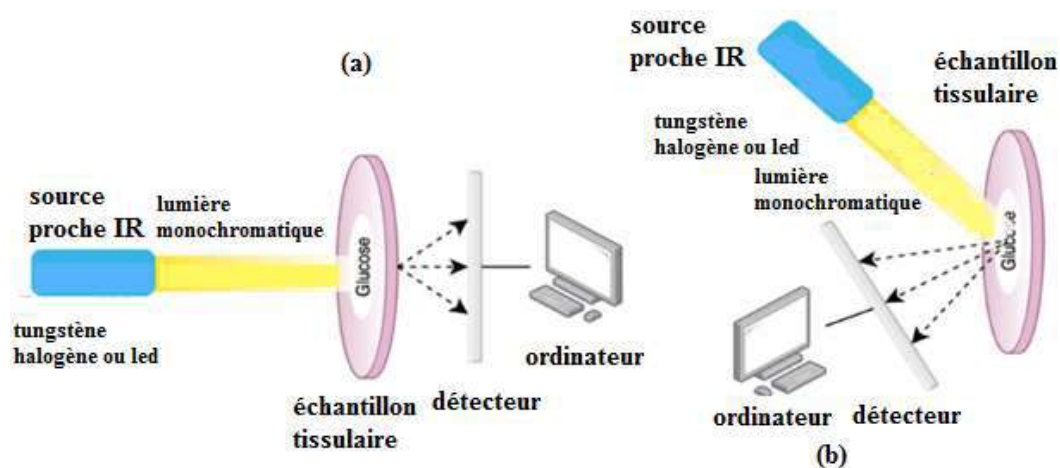 (a)
source
proche IR
lumière
monochromatique
tungstène
halogène ou led
Glucose
échantillon
tissulaire
détecteur
ordinateur
source
proche IR
tungstène
halogène ou led
lumière
monochromatique
échantillon
tissulaire
Glucose
ordinateur
détecteur
(b)